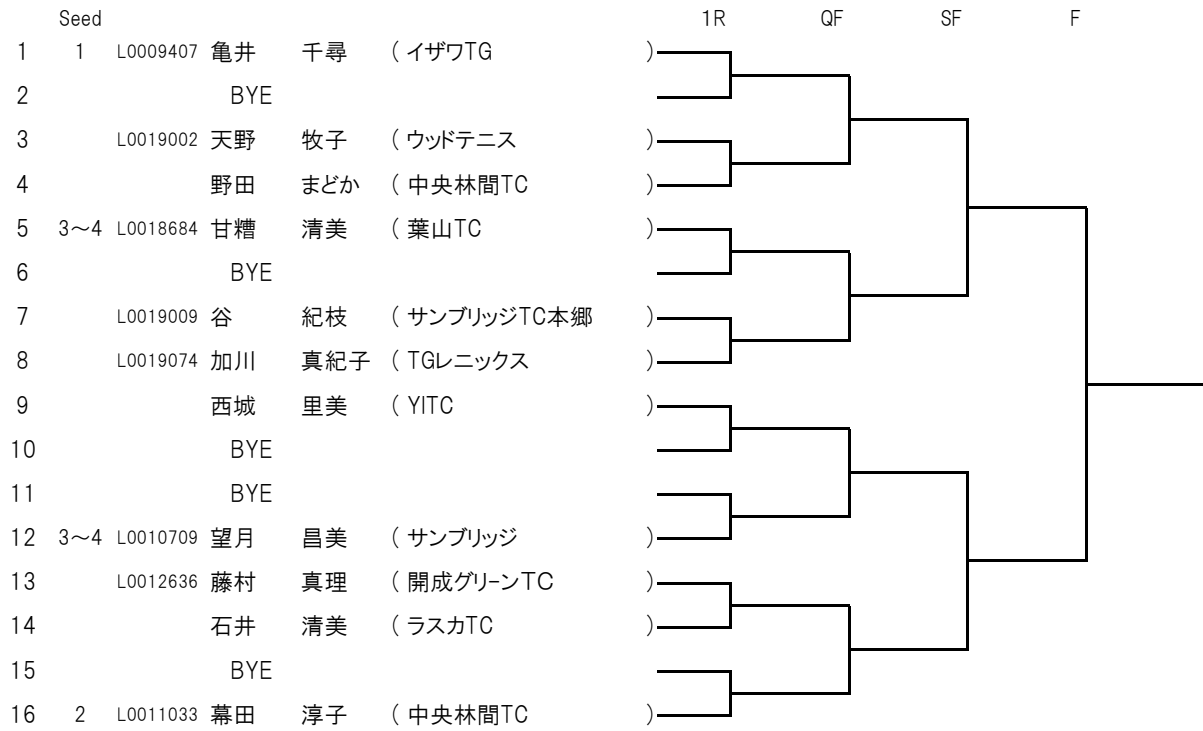 Seed 1R QF SF F
1 1 L0009407 亀井 千尋 ( イザワTG )
2 BYE
3 L0019002 天野 牧子 ( ウッドテニス )
4 野田 まどか ( 中央林間TC )
5 3～4 L0018684 甘糟 清美 ( 葉山TC )
6 BYE
7 L0019009 谷 紀枝 ( サンブリッジTC本郷 )
8 L0019074 加川 真紀子 ( TGレニックス )
9 西城 里美 ( YITC )
10 BYE
11 BYE
12 3～4 L0010709 望月 昌美 ( サンブリッジ )
13 L0012636 藤村 真理 ( 開成グリーンTC )
14 石井 清美 ( ラスカTC )
15 BYE
16 2 L0011033 幕田 淳子 ( 中央林間TC )